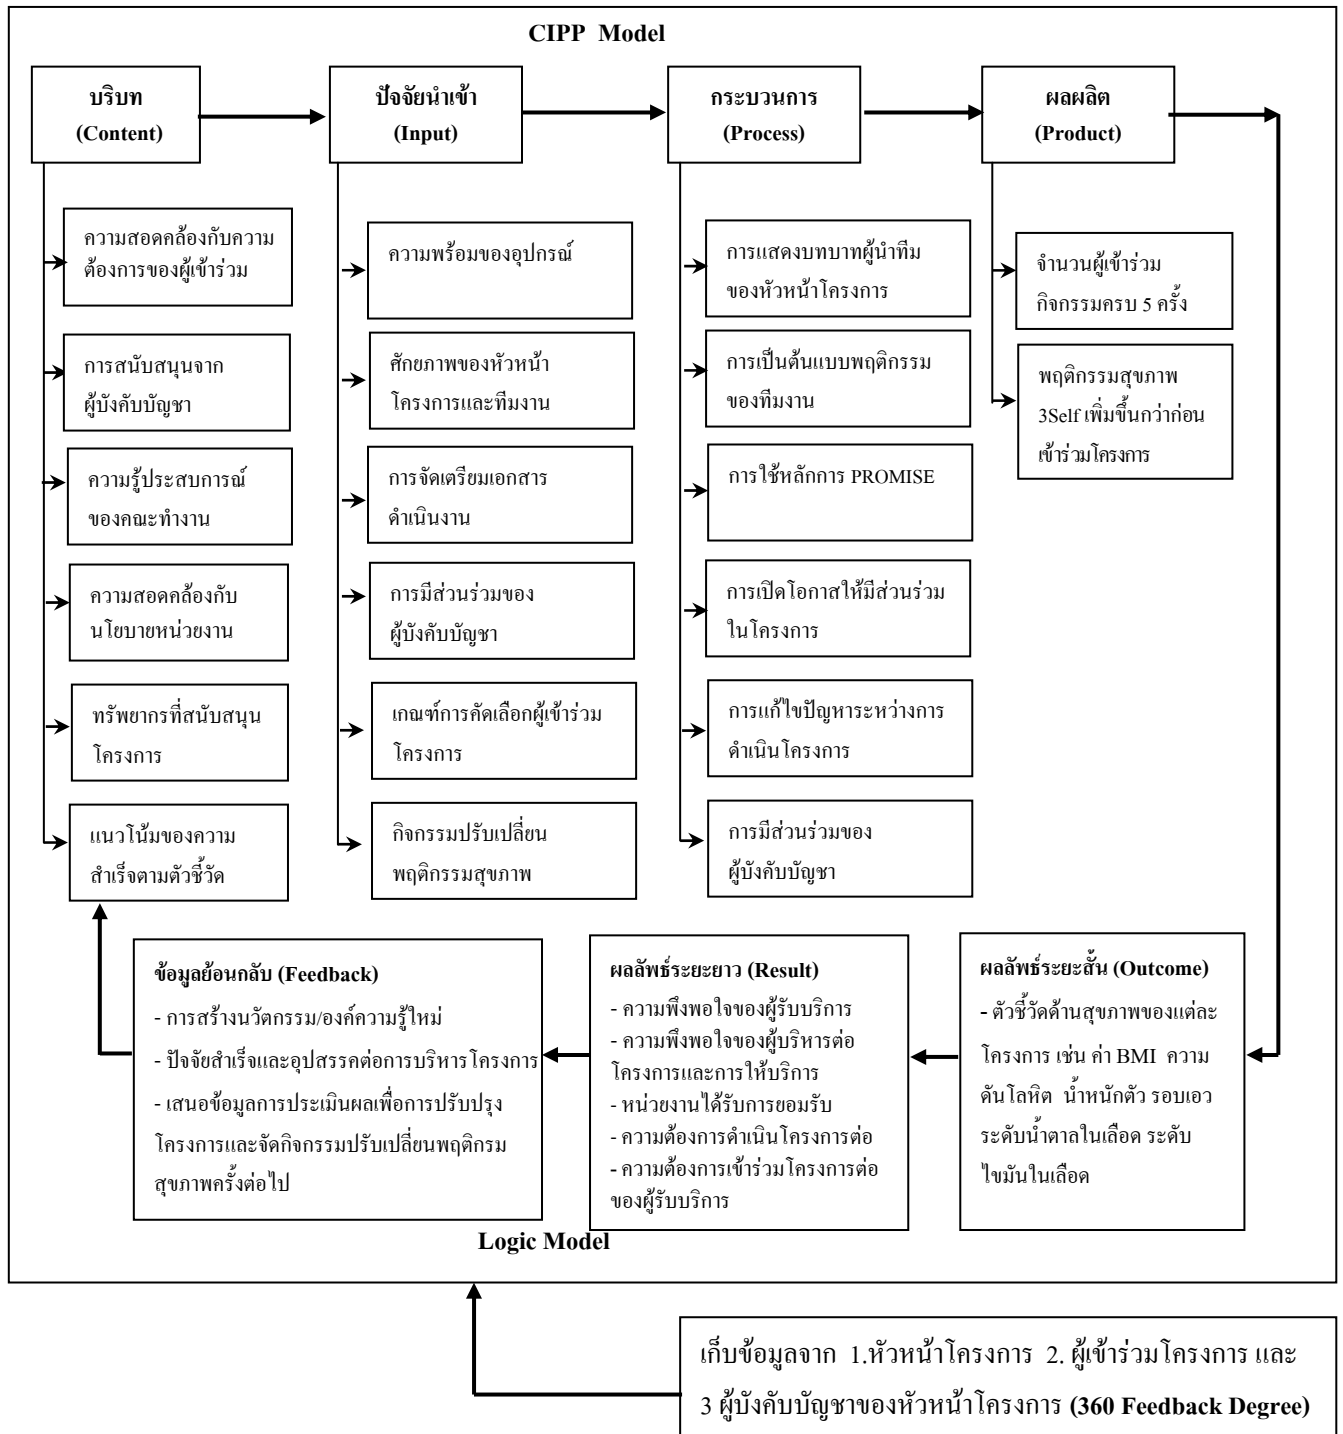 CIPP Model
บริบท
(Content)
ปัจจัยนำเข้า
(Input)
กระบวนการ
(Process)
ผลผลิต
(Product)
ความสอดคล้องกับความ
ต้องการของผู้เข้าร่วม
การสนับสนุนจาก
ผู้บังคับบัญชา
ความรู้ประสบการณ์
ของคณะทำงาน
ความสอดคล้องกับ
นโยบายหน่วยงาน
ทรัพยากรที่สนับสนุน
โครงการ
แนวโน้มของความ
สำเร็จตามตัวชี้วัด
ความพร้อมของอุปกรณ์
ศักยภาพของหัวหน้า
โครงการและทีมงาน
การจัดเตรียมเอกสาร
ดำเนินงาน
การมีส่วนร่วมของ
ผู้บังคับบัญชา
เกณฑ์การคัดเลือกผู้เข้าร่วม
โครงการ
กิจกรรมปรับเปลี่ยน
พฤติกรรมสุขภาพ
การแสดงบทบาทผู้นำทีม
ของหัวหน้าโครงการ
การเป็นต้นแบบพฤติกรรม
ของทีมงาน
การใช้หลักการ PROMISE
การเปิดโอกาสให้มีส่วนร่วม
ในโครงการ
การแก้ไขปัญหาระหว่างการ
ดำเนินโครงการ
การมีส่วนร่วมของ
ผู้บังคับบัญชา
จำนวนผู้เข้าร่วม
กิจกรรมครบ 5 ครั้ง
พฤติกรรมสุขภาพ
3Self เพิ่มขึ้นกว่าก่อน
เข้าร่วมโครงการ
ข้อมูลย้อนกลับ (Feedback)
- การสร้างนวัตกรรม/องค์ความรู้ใหม่
- ปัจจัยสำเร็จและอุปสรรคต่อการบริหารโครงการ
- เสนอข้อมูลการประเมินผลเพื่อการปรับปรุง
โครงการและจัดกิจกรรมปรับเปลี่ยนพฤติกรม
สุขภาพครั้งต่อไป
ผลลัพธ์ระยะยาว (Result)
- ความพึงพอใจของผู้รับบริการ
- ความพึงพอใจของผู้บริหารต่อ
โครงการและการให้บริการ
- หน่วยงานได้รับการยอมรับ
- ความต้องการดำเนินโครงการต่อ
- ความต้องการเข้าร่วมโครงการต่อ
ของผู้รับบริการ
ผลลัพธ์ระยะสั้น (Outcome)
- ตัวชี้วัดด้านสุขภาพของแต่ละ
โครงการ เช่น ค่า BMI ความ
ดันโลหิต น้ำหนักตัว รอบเอว
ระดับน้ำตาลในเลือด ระดับ
ไขมันในเลือด
Logic Model
เก็บข้อมูลจาก 1.หัวหน้าโครงการ 2. ผู้เข้าร่วมโครงการ และ
3 ผู้บังคับบัญชาของหัวหน้าโครงการ (360 Feedback Degree)